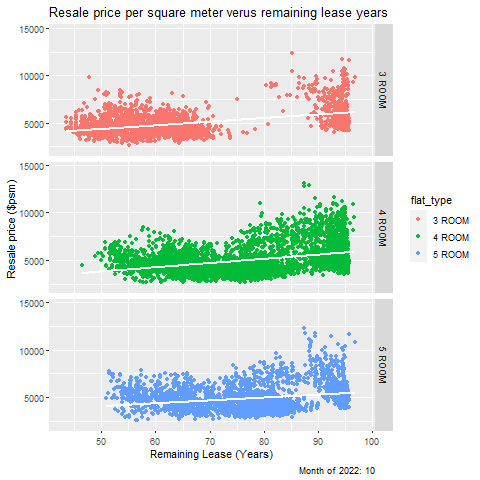 Resale price per square meter verus remaining lease years
15000
10000
5000
3 ROOM
15000
10000
5000
4 ROOM
15000
10000
5000
5 ROOM
Resale price ($psm)
50
60
70
80
90
100
Remaining Lease (Years)
flat_type
3 ROOM
4 ROOM
5 ROOM
Month of 2022: 10